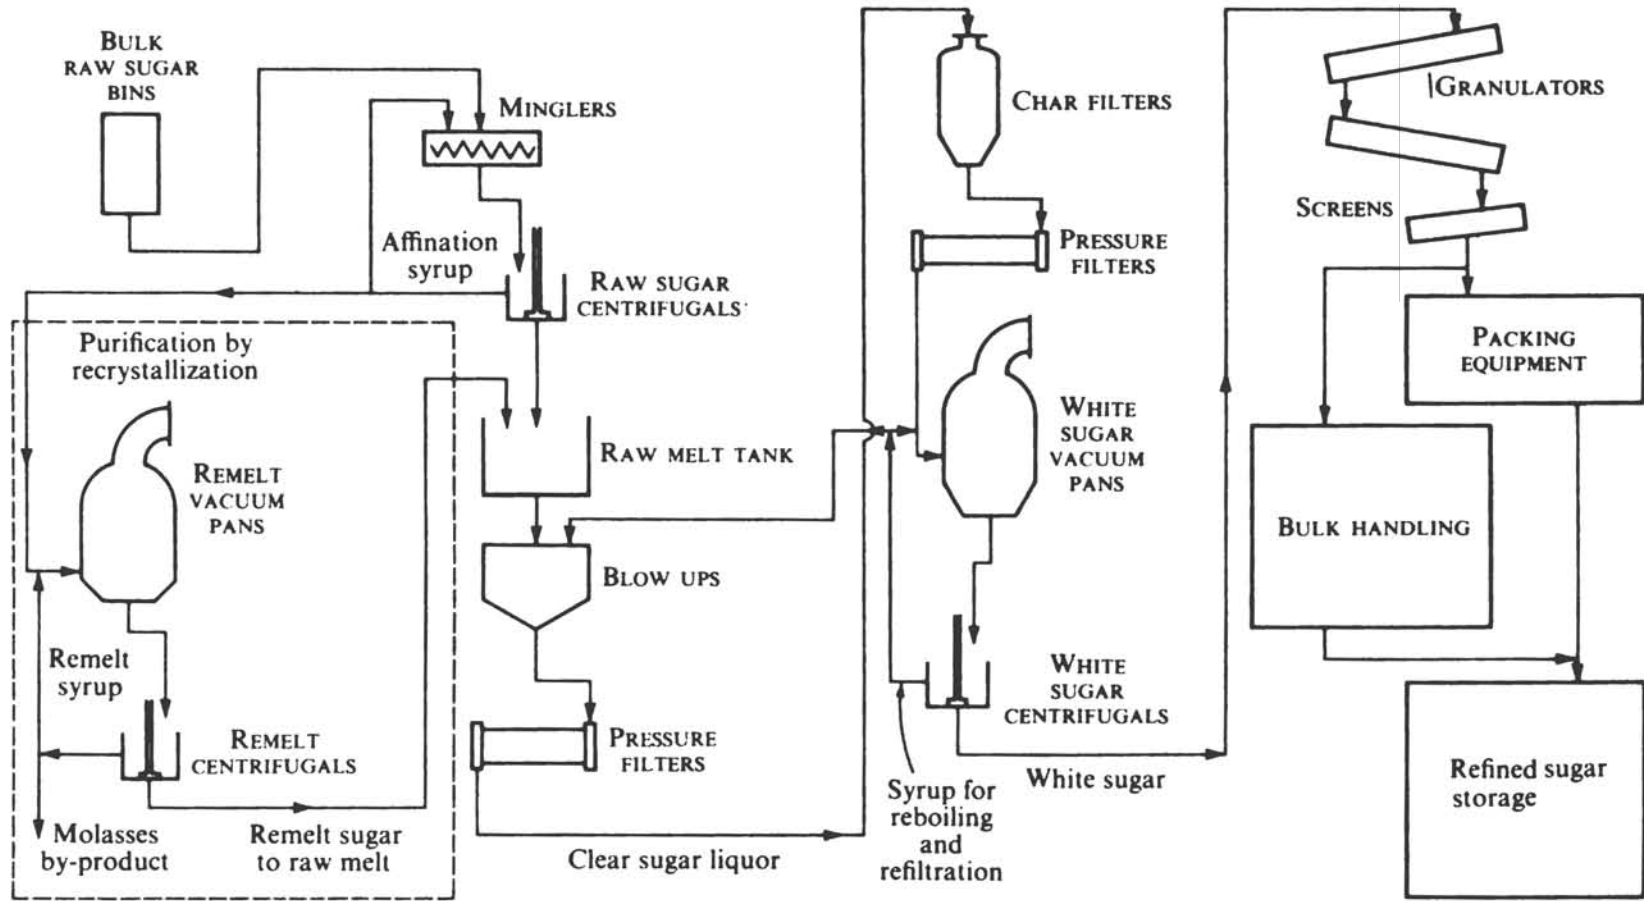 BULK
RAW SUGAR
BINS
MINGLERS
Affination
syrup
RAW SUGAR
CENTRIFUGALS
Purification by
recrystallization
REMELT
VACUUM
PANS
Remelt
syrup
REMELT
CENTRIFUGALS
Molasses
by-product
Remelt sugar
to raw melt
RAW MELT TANK
BLOW UPS
PRESSURE
FILTERS
Clear sugar liquor
CHAR FILTERS
PRESSURE
FILTERS
WHITE
SUGAR
VACUUM
PANS
WHITE
SUGAR
CENTRIFUGALS
Syrup for
reboiling
and
refiltration
White sugar
GRANULATORS
SCREENS
PACKING
EQUIPMENT
BULK HANDLING
Refined sugar
storage